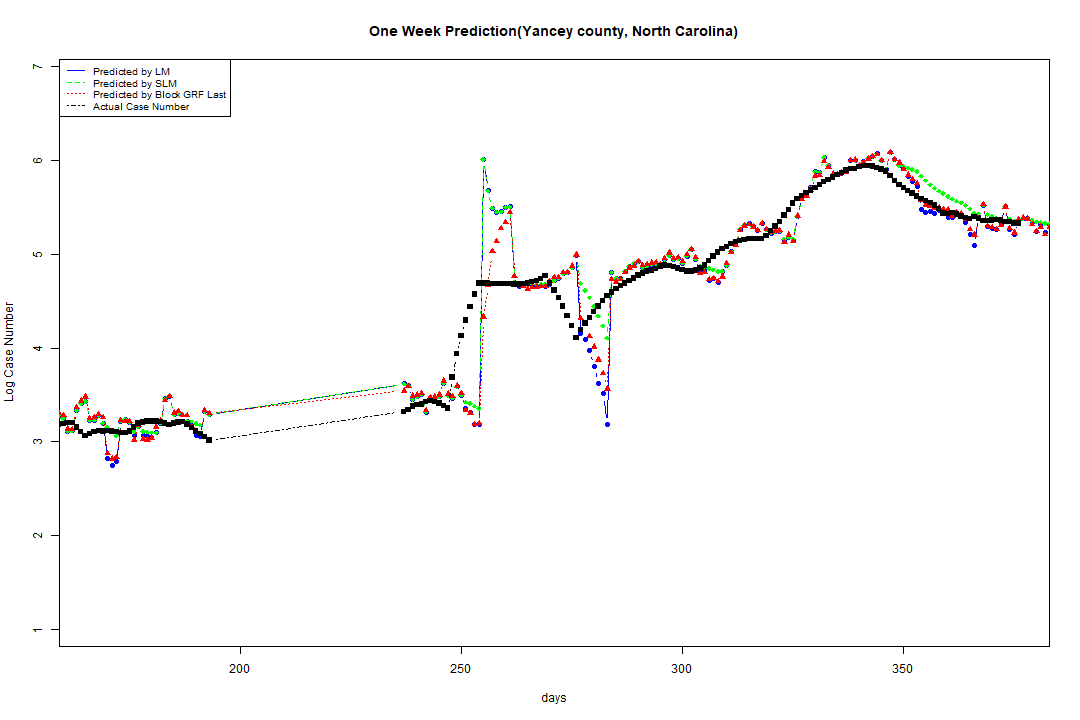 One Week Prediction(Yancey county, North Carolina)
Predicted by LM
Predicted by SLM
Predicted by Block GRF Last
Actual Case Number
7
6
5
4
3
2
1
Log Case Number
200 250 300 350
days